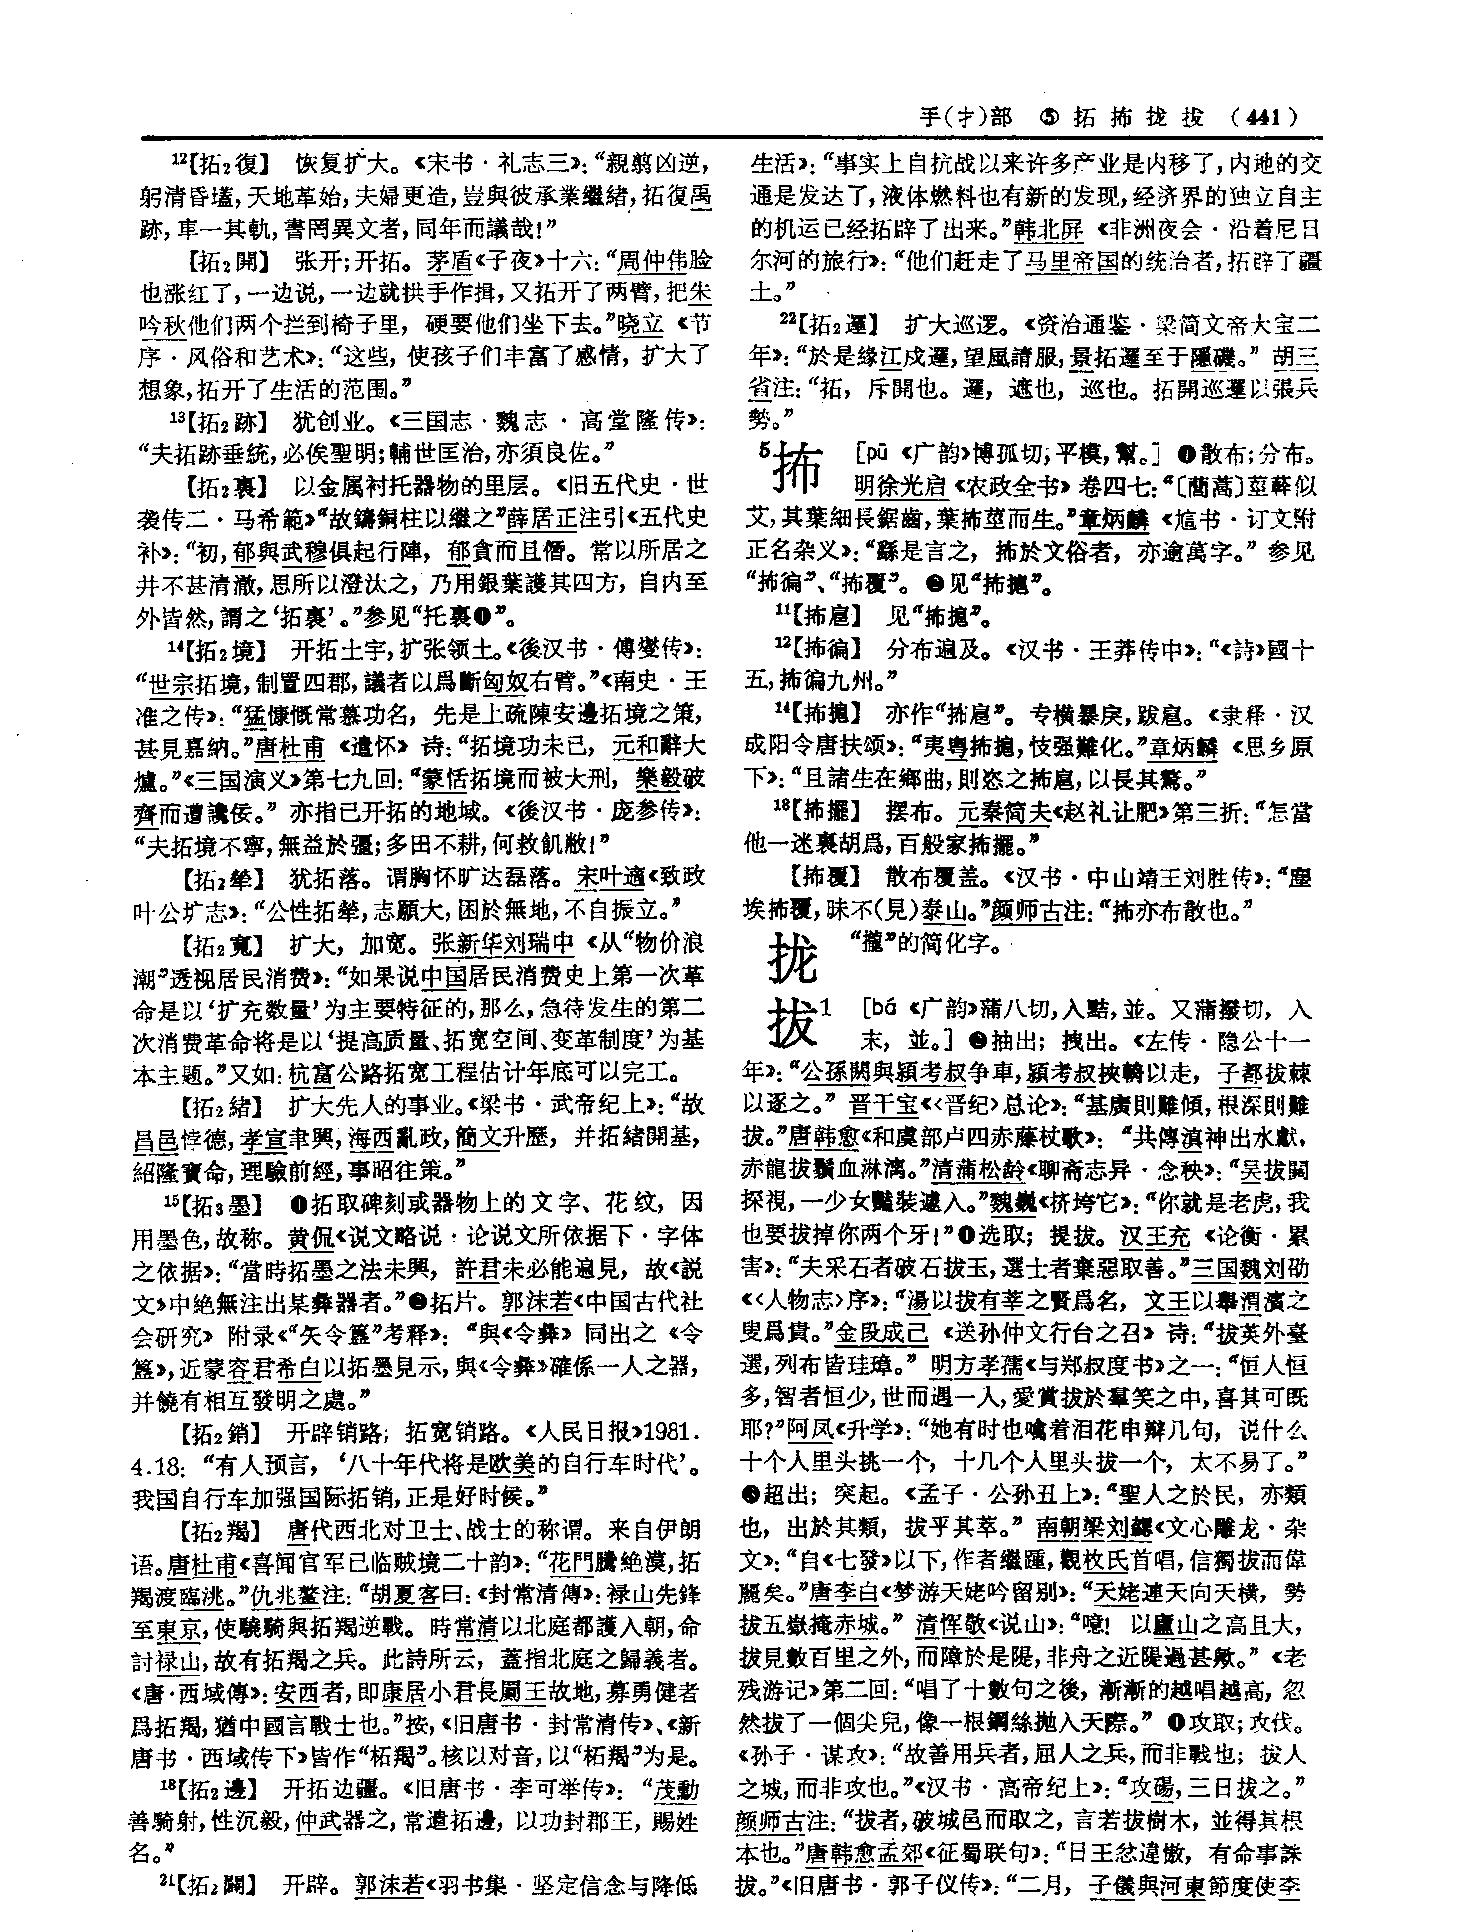 手(扌)部 ⑤ 拓 抪 拢 拔 (441)
12【拓2復】 恢复扩大。《宋书·礼志三》：“親翦凶逆，
躬清昏壒，天地革始，夫婦更造，豈與彼承業繼緒，拓復禹
跡，車一其軌，書罔異文者，同年而議哉！”
【拓2開】 张开；开拓。茅盾《子夜》十六：“周仲伟脸
也涨红了，一边说，一边就拱手作揖，又拓开了两臂，把朱
吟秋他们两个拦到椅子里，硬要他们坐下去。”晓立《节
序·风俗和艺术》：“这些，使孩子们丰富了感情，扩大了
想象，拓开了生活的范围。”
13【拓2跡】 犹创业。《三国志·魏志·高堂隆传》：
“夫拓跡垂統，必俟聖明；輔世匡治，亦須良佐。”
【拓2裏】 以金属衬托器物的里层。《旧五代史·世
袭传二·马希範》“故鑄銅柱以繼之”薛居正注引《五代史
补》：“初，郁與武穆俱起行陣，郁貪而且僭。常以所居之
井不甚清澈，思所以澄汰之，乃用銀葉護其四方，自内至
外皆然，謂之‘拓裏’。”参见“托裏❶”。
14【拓2境】 开拓土宇，扩张领土。《後汉书·傅燮传》：
“世宗拓境，制置四郡，議者以爲斷匈奴右臂。”《南史·王
准之传》：“猛慷慨常慕功名，先是上疏陳安邊拓境之策，
甚見嘉納。”唐杜甫《遣怀》诗：“拓境功未已，元和辭大
爐。”《三国演义》第七九回：“蒙恬拓境而被大刑，樂毅破
齊而遭讒佞。”亦指已开拓的地域。《後汉书·庞参传》：
“夫拓境不寧，無益於彊；多田不耕，何救飢敝！”
【拓2犖】 犹拓落。谓胸怀旷达磊落。宋叶適《致政
叶公圹志》：“公性拓犖，志願大，困於無地，不自振立。”
【拓2寬】 扩大，加宽。张新华刘瑞中《从“物价浪
潮”透视居民消费》：“如果说中国居民消费史上第一次革
命是以‘扩充数量’为主要特征的，那么，急待发生的第二
次消费革命将是以‘提高质量、拓宽空间、变革制度’为基
本主题。”又如：杭富公路拓宽工程估计年底可以完工。
【拓2緒】 扩大先人的事业。《梁书·武帝纪上》：“故
昌邑悖德，孝宣聿興，海西亂政，簡文升歷，并拓緒開基，
紹隆寶命，理驗前經，事昭往策。”
15【拓3墨】 ❶拓取碑刻或器物上的文字、花纹，因
用墨色，故称。黄侃《说文略说·论说文所依据下·字体
之依据》：“當時拓墨之法未興，許君未必能遍見，故《説
文》中絶無注出某彝器者。”❷拓片。郭沫若《中国古代社
会研究》附录《“矢令簋”考释》：“與《令彝》同出之《令
簋》，近蒙容君希白以拓墨見示，與《令彝》確係一人之器，
并饒有相互發明之處。”
【拓2銷】 开辟销路；拓宽销路。《人民日报》1981.
4.18：“有人预言，‘八十年代将是欧美的自行车时代’。
我国自行车加强国际拓销，正是好时候。”
【拓2羯】 唐代西北对卫士、战士的称谓。来自伊朗
语。唐杜甫《喜闻官军已临贼境二十韵》：“花門騰絶漠，拓
羯渡臨洮。”仇兆鳌注：“胡夏客曰：《封常清傳》：禄山先鋒
至東京，使驍騎與拓羯逆戰。時常清以北庭都護入朝，命
討禄山，故有拓羯之兵。此詩所云，蓋指北庭之歸義者。
《唐·西域傳》：安西者，即康居小君長罽王故地，募勇健者
爲拓羯，猶中國言戰士也。”按，《旧唐书·封常清传》、《新
唐书·西域传下》皆作“柘羯”。核以对音，以“柘羯”为是。
18【拓2邊】 开拓边疆。《旧唐书·李可举传》：“茂勳
善騎射，性沉毅，仲武器之，常遣拓邊，以功封郡王，賜姓
名。”
21【拓2闢】 开辟。郭沫若《羽书集·坚定信念与降低
生活》：“事实上自抗战以来许多产业是内移了，内地的交
通是发达了，液体燃料也有新的发现，经济界的独立自主
的机运已经拓辟了出来。”韩北屏《非洲夜会·沿着尼日
尔河的旅行》：“他们赶走了马里帝国的统治者，拓辟了疆
土。”
22【拓2邏】 扩大巡逻。《资治通鉴·梁简文帝大宝二
年》：“於是緣江戍邏，望風請服，景拓邏至于隱磯。”胡三
省注：“拓，斥開也。邏，遮也，巡也。拓開巡邏以張兵
勢。”
5抪 [pū 《广韵》博孤切，平模，幫。] ❶散布；分布。
明徐光启《农政全书》卷四七：“〔䕡蒿〕莖蘚似
艾，其葉細長鋸齒，葉抪莖而生。”章炳麟《訄书·订文附
正名杂义》：“繇是言之，抪於文俗者，亦逾萬字。”参见
“抪徧”、“抪覆”。❷见“抪搤”。
11【抪扈】 见“抪摢”。
12【抪徧】 分布遍及。《汉书·王莽传中》：“《詩》國十
五，抪徧九州。”
14【抪摢】 亦作“抪扈”。专横暴戾，跋扈。《隶释·汉
成阳令唐扶颂》：“夷粤抪摢，忮强難化。”章炳麟《思乡原
下》：“且諸生在鄉曲，則恣之抪扈，以長其驁。”
18【抪擺】 摆布。元秦简夫《赵礼让肥》第三折：“怎當
他一迷裏胡爲，百般家抪擺。”
【抪覆】 散布覆盖。《汉书·中山靖王刘胜传》：“塵
埃抪覆，昧不(見)泰山。”颜师古注：“抪亦布散也。”
拢 “攏”的简化字。
拔1 [bá 《广韵》蒲八切，入黠，並。又蒲撥切，入
末，並。] ❶抽出；拽出。《左传·隐公十一
年》：“公孫閼與潁考叔争車，潁考叔挾輈以走，子都拔棘
以逐之。”晋干宝《〈晋纪〉总论》：“基廣則難傾，根深則難
拔。”唐韩愈《和虞部卢四赤藤杖歌》：“共傳滇神出水獻，
赤龍拔鬚血淋漓。”清蒲松龄《聊斋志异·念秧》：“吴拔関
探視，一少女豔裝遽入。”魏巍《挤垮它》：“你就是老虎，我
也要拔掉你两个牙！”❷选取；提拔。汉王充《论衡·累
害》：“夫采石者破石拔玉，選士者棄惡取善。”三国魏刘劭
《〈人物志〉序》：“湯以拔有莘之賢爲名，文王以舉渭濱之
叟爲貴。”金段成己《送孙仲文行台之召》诗：“拔英外臺
選，列布皆珪璋。”明方孝孺《与郑叔度书》之一：“恒人恒
多，智者恒少，世而遇一人，愛賞拔於羣笑之中，喜其可既
耶？”阿凤《升学》：“她有时也噙着泪花申辩几句，说什么
十个人里头挑一个，十几个人里头拔一个，太不易了。”
❸超出；突起。《孟子·公孙丑上》：“聖人之於民，亦類
也，出於其類，拔乎其萃。”南朝梁刘勰《文心雕龙·杂
文》：“自《七發》以下，作者繼踵，觀枚氏首唱，信獨拔而偉
麗矣。”唐李白《梦游天姥吟留别》：“天姥連天向天横，勢
拔五嶽掩赤城。”清恽敬《说山》：“噫！以廬山之高且大，
拔見數百里之外，而障於是隄，非舟之近隄過甚歟。”《老
残游记》第二回：“唱了十數句之後，漸漸的越唱越高，忽
然拔了一個尖兒，像一根鋼絲抛入天際。”❹攻取；攻伐。
《孙子·谋攻》：“故善用兵者，屈人之兵，而非戰也；拔人
之城，而非攻也。”《汉书·高帝纪上》：“攻碭，三日拔之。”
颜师古注：“拔者，破城邑而取之，言若拔樹木，並得其根
本也。”唐韩愈孟郊《征蜀联句》：“日王忿違慠，有命事誅
拔。”《旧唐书·郭子仪传》：“二月，子儀與河東節度使李